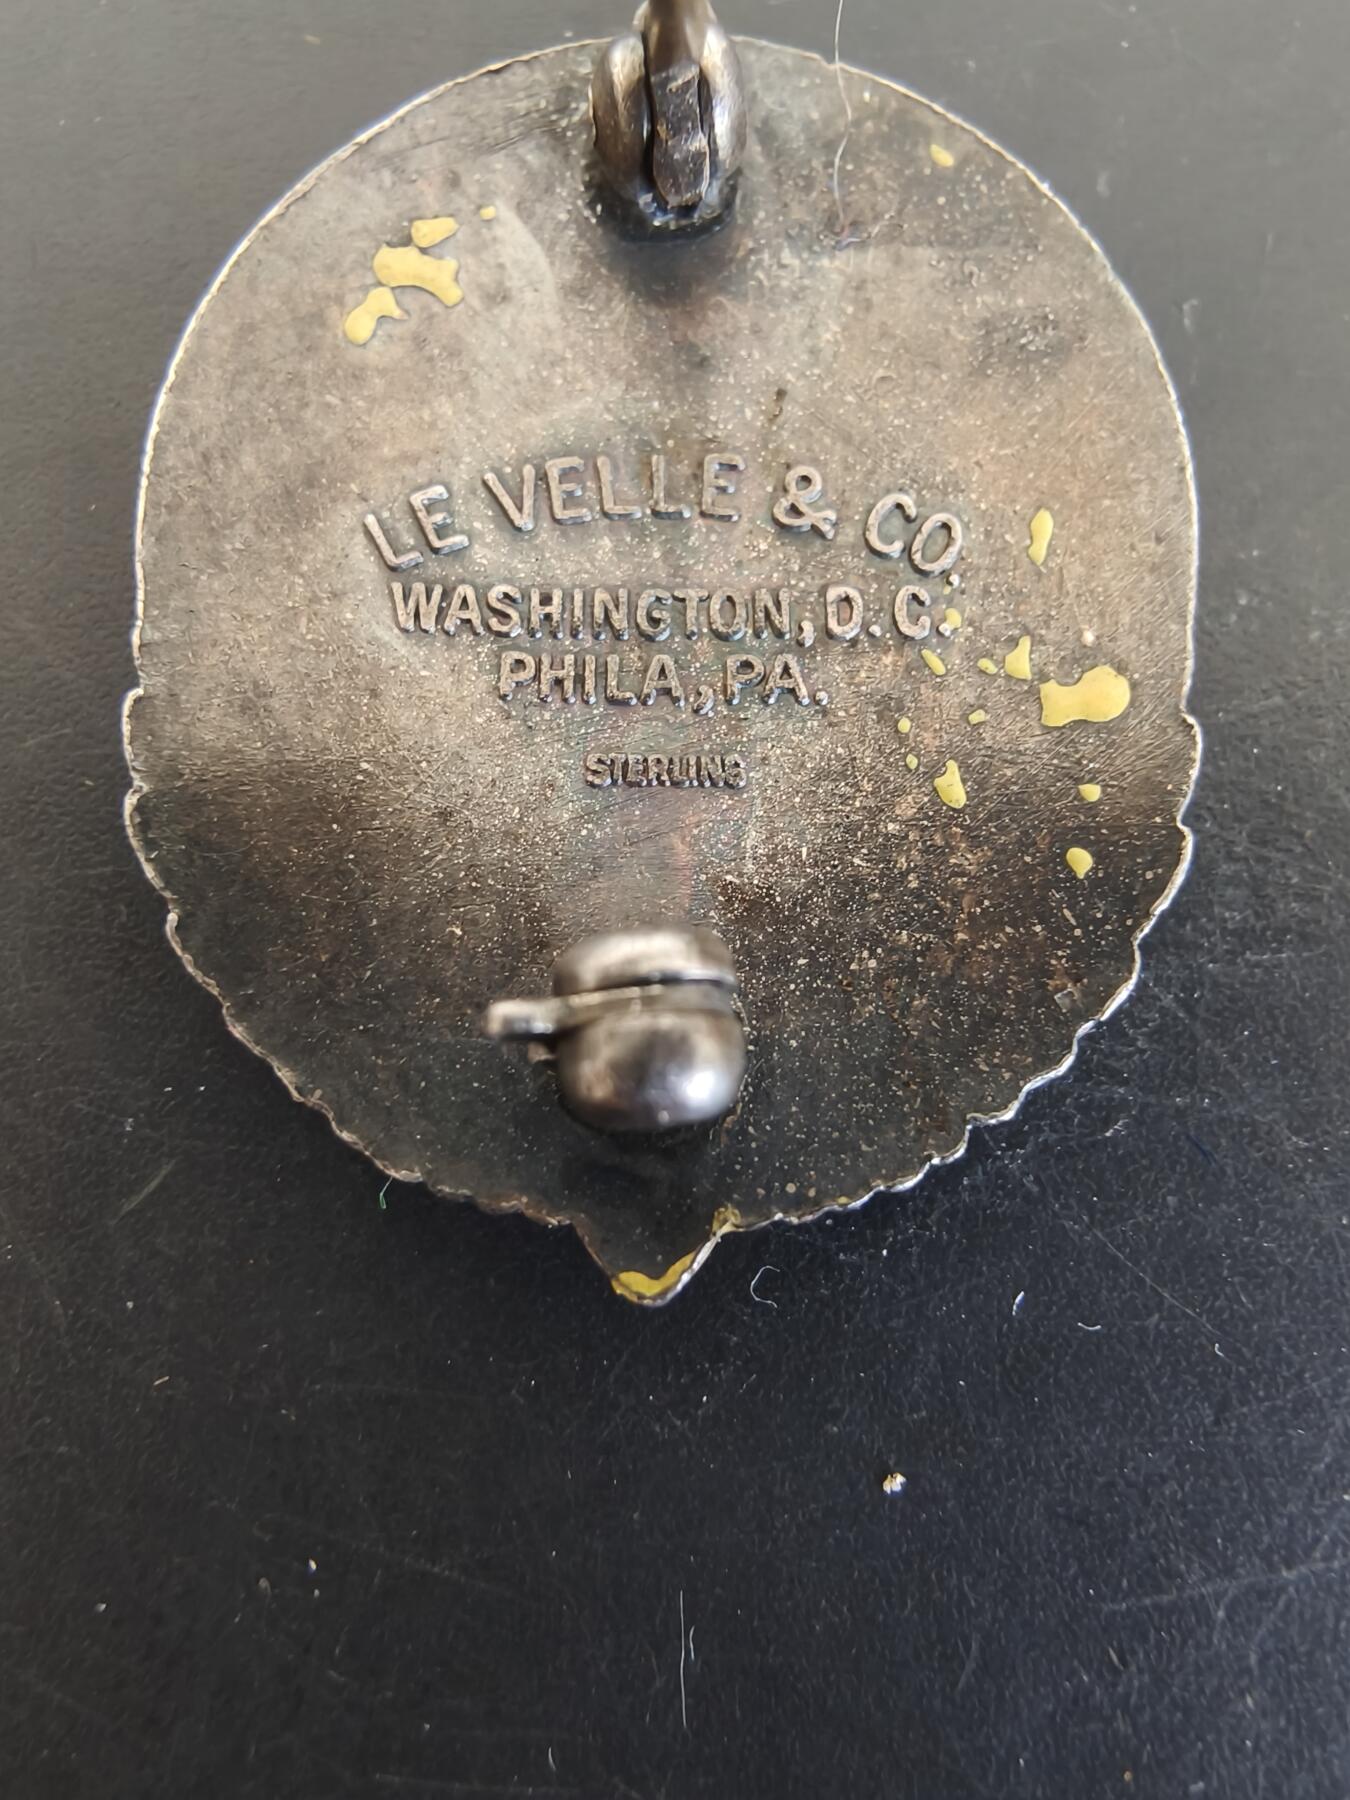 LE VELLE & CO.
WASHINGTON, D.C.
PHILA, PA.
STERLING